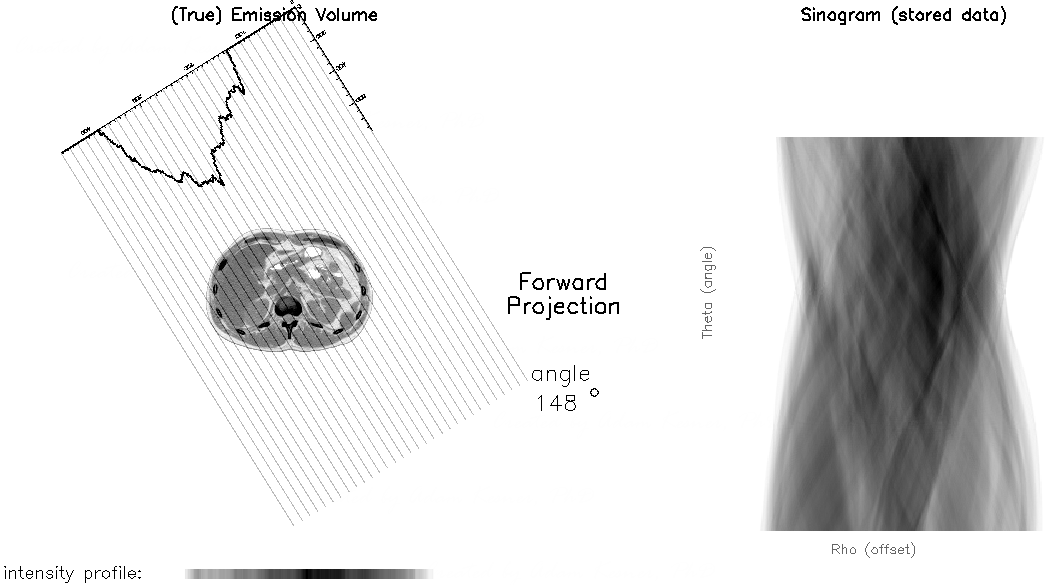 (True) Emission Volume
Sinogram (stored data)
Forward
Projection
angle
148 °
Theta (angle)
Rho (offset)
intensity profile: